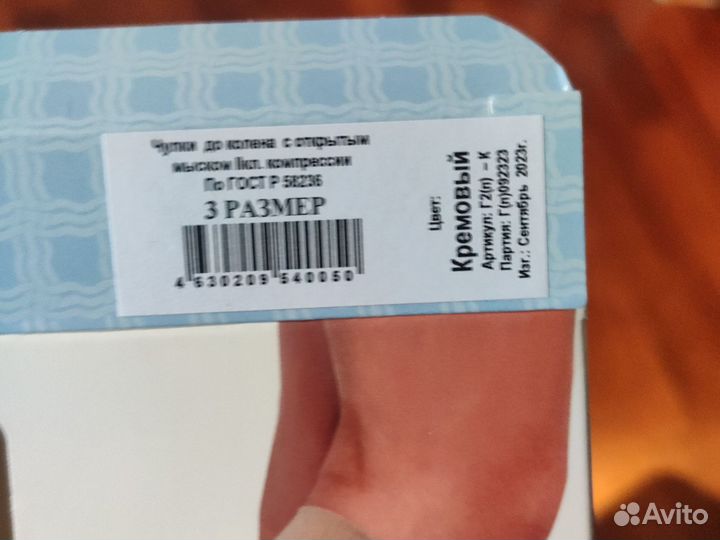 Чулки до колена с открытым
мыском IIкл. компрессии
По ГОСТ Р 58236
3 РАЗМЕР
4 630209 540050
Цвет:
Кремовый
Артикул: Г2(п) – К
Партия: Г(п)092323
Изг.: Сентябрь 2023г.
Avito